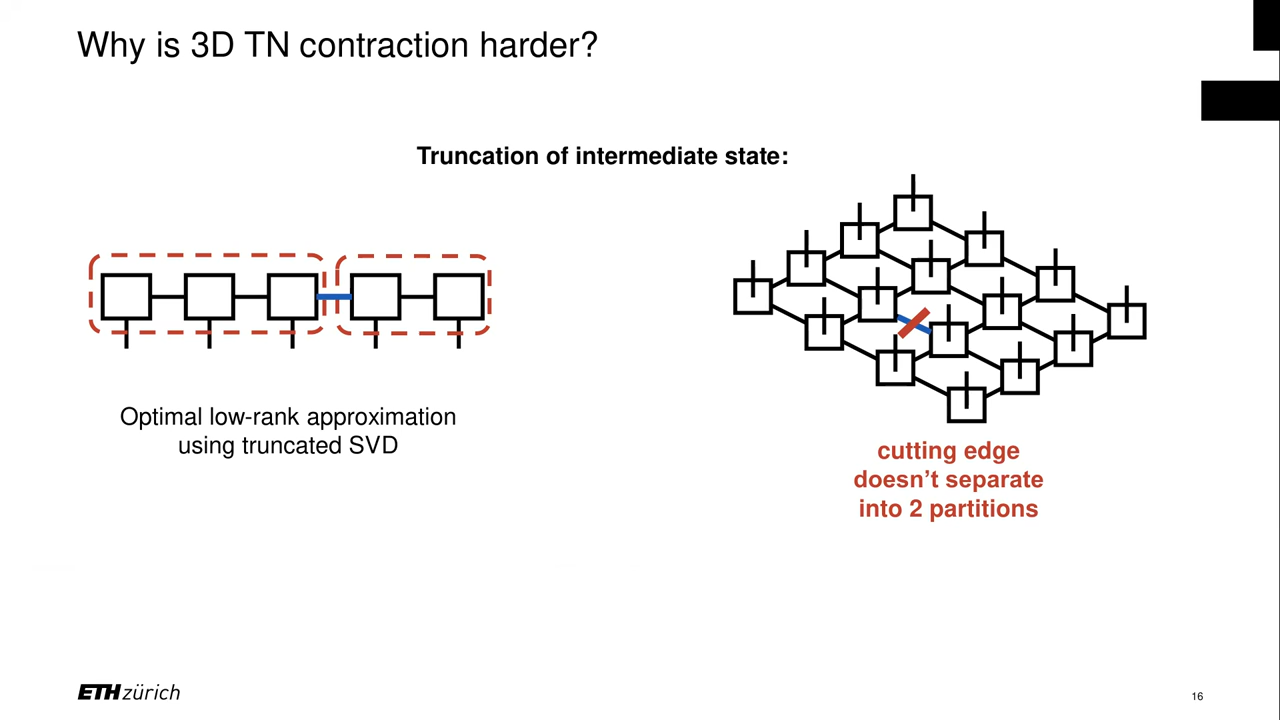 Why is 3D TN contraction harder?
Truncation of intermediate state:
Optimal low-rank approximation
using truncated SVD
cutting edge
doesn't separate
into 2 partitions
ETH zürich
16